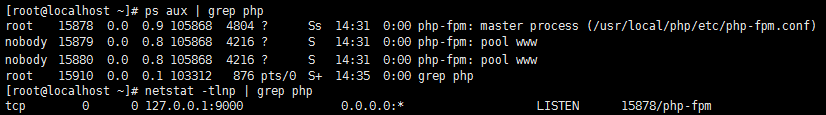 [root@localhost ~]# ps aux | grep php
root     15878  0.0  0.9 105868  4804 ?        Ss   14:31   0:00 php-fpm: master process (/usr/local/php/etc/php-fpm.conf)
nobody   15879  0.0  0.8 105868  4216 ?        S    14:31   0:00 php-fpm: pool www
nobody   15880  0.0  0.8 105868  4216 ?        S    14:31   0:00 php-fpm: pool www
root     15910  0.0  0.1 103312   876 pts/0    S+   14:35   0:00 grep php
[root@localhost ~]# netstat -tlnp | grep php
tcp        0      0 127.0.0.1:9000              0.0.0.0:*                   LISTEN      15878/php-fpm